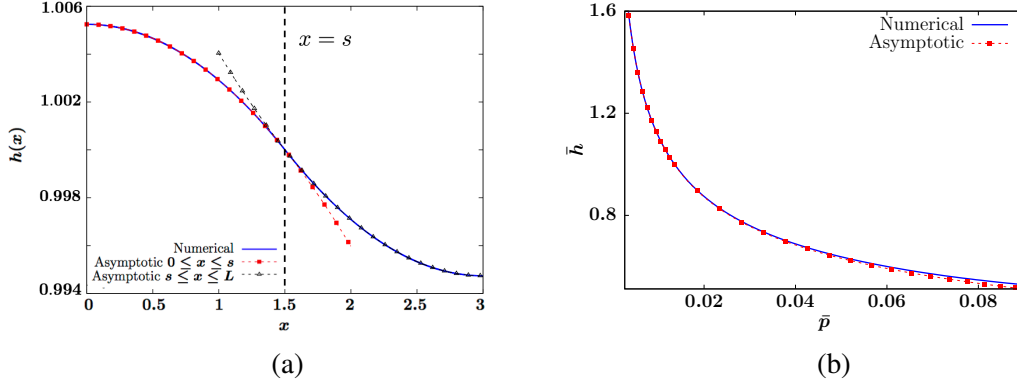 1.006
1.002
0.998
0.994
h(x)
x = s
Numerical
Asymptotic 0 ≤ x ≤ s
Asymptotic s ≤ x ≤ L
0 0.5 1 1.5 2 2.5 3
x
(a)
1.6
1.2
0.8
h̄
Numerical
Asymptotic
0.02 0.04 0.06 0.08
p̄
(b)